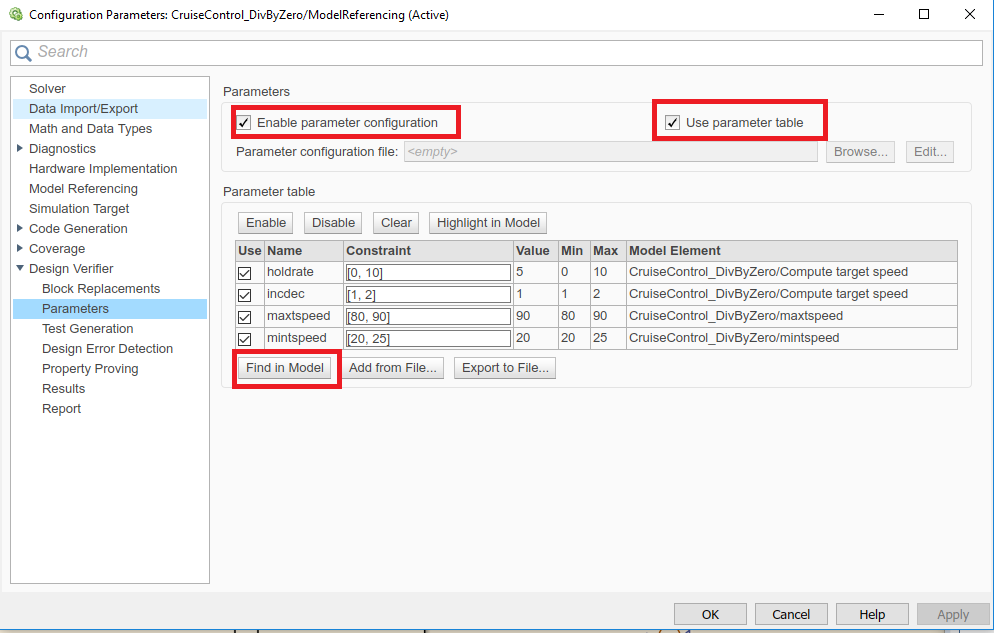 Configuration Parameters: CruiseControl_DivByZero/ModelReferencing (Active)
Search
Solver
Data Import/Export
Math and Data Types
Diagnostics
Hardware Implementation
Model Referencing
Simulation Target
Code Generation
Coverage
Design Verifier
Block Replacements
Parameters
Test Generation
Design Error Detection
Property Proving
Results
Report
Parameters
Enable parameter configuration Use parameter table
Parameter configuration file: <empty> Browse... Edit...
Parameter table
Enable Disable Clear Highlight in Model
Use Name Constraint Value Min Max Model Element
holdrate [0, 10] 5 0 10 CruiseControl_DivByZero/Compute target speed
incdec [1, 2] 1 1 2 CruiseControl_DivByZero/Compute target speed
maxtspeed [80, 90] 90 80 90 CruiseControl_DivByZero/maxtspeed
mintspeed [20, 25] 20 20 25 CruiseControl_DivByZero/mintspeed
Find in Model Add from File... Export to File...
OK Cancel Help Apply